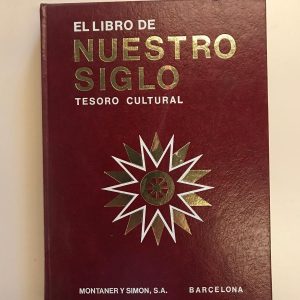 EL LIBRO DE
NUESTRO
SIGLO
TESORO CULTURAL
MONTANER Y SIMON, S.A. BARCELONA